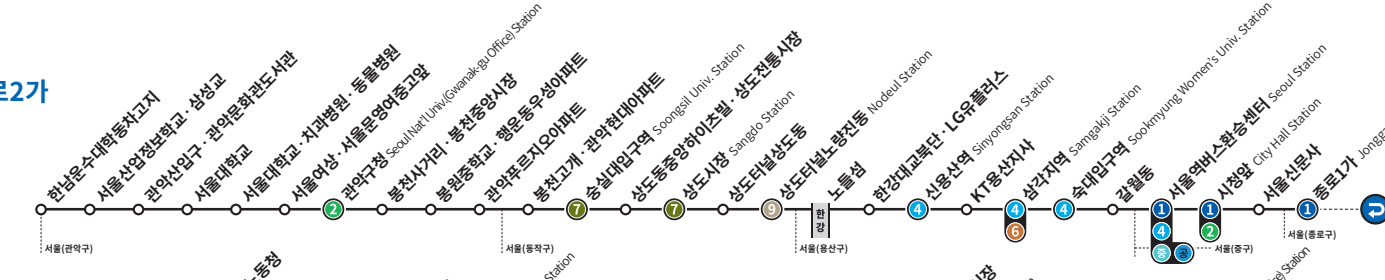 로2가
한남운수대학동차고지
서울산업정보학교·삼성교
관악산입구·관악문화관도서관
서울대학교
서울대학교·치과병원·동물병원
서울여상·서울문영여중고앞
관악구청 Seoul Nat'l Univ.(Gwanak-gu Office) Station
봉천사거리·봉천중앙시장
봉원중학교·행운동우성아파트
관악푸르지오아파트
봉천고개·관악현대아파트
숭실대입구역 Soongsil Univ. Station
상도동중앙하이츠빌·상도전통시장
상도시장 Sangdo Station
상도터널상도동
상도터널노량진동 Nodeul Station
노들섬
한강대교북단·LG유플러스
신용산역 Sinyongsan Station
KT용산지사
삼각지역 Samgakji Station
숙대입구역 Sookmyung Women's Univ. Station
갈월동
서울역버스환승센터 Seoul Station
시청앞 City Hall Station
서울신문사
종로1가
2
7
7
9
한강
4
4
6
4
1
4
중 공
1
2
1
서울(관악구)
서울(동작구)
서울(용산구)
서울(중구)
서울(종로구)
동청
Station
장
Station